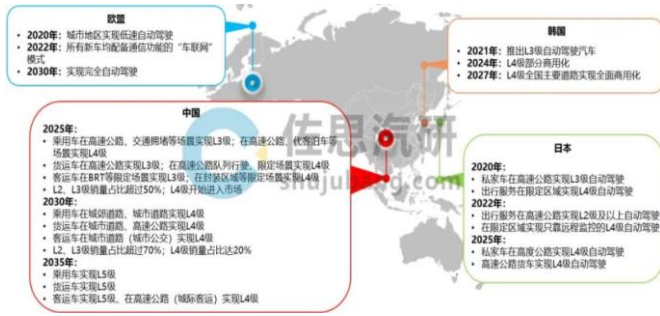 欧盟
• 2020年：城市地区实现低速自动驾驶
• 2022年：所有新车均配备通信功能的“车联网”
模式
• 2030年：实现完全自动驾驶
韩国
• 2021年：推出L3级自动驾驶汽车
• 2024年：L4级部分商用化
• 2027年：L4级全国主要道路实现全面商用化
中国
2025年：
• 乘用车在高速公路、交通拥堵等场景实现L3级；在高速公路、代客泊车等
场景实现L4级
• 货运车在高速公路实现L3级；在高速公路队列行驶、限定场景实现L4级
• 客运车在BRT等限定场景实现L3级；在封装区域等限定场景实现L4级
• L2、L3级销量占比超过50%；L4级开始进入市场
2030年：
• 乘用车在城郊道路、城市道路实现L4级
• 货运车在城市道路、高速公路实现L4级
• 客运车在城市道路（城市公交）实现L4级
• L2、L3级销量占比超过70%；L4级销量占比达20%
2035年：
• 乘用车实现L5级
• 货运车实现L5级
• 客运车实现L5级、在高速公路（城际客运）实现L4级
日本
2020年：
• 私家车在高速公路实现L3级自动驾驶
• 出行服务在限定区域实现L4级自动驾驶
2022年：
• 出行服务在高速公路实现L2级及以上自动驾驶
• 在限定区域实现只靠远程监控的L4级自动驾驶
2025年：
• 私家车在高度公路实现L4级自动驾驶
• 高速公路货车实现L4级自动驾驶
佐思汽研